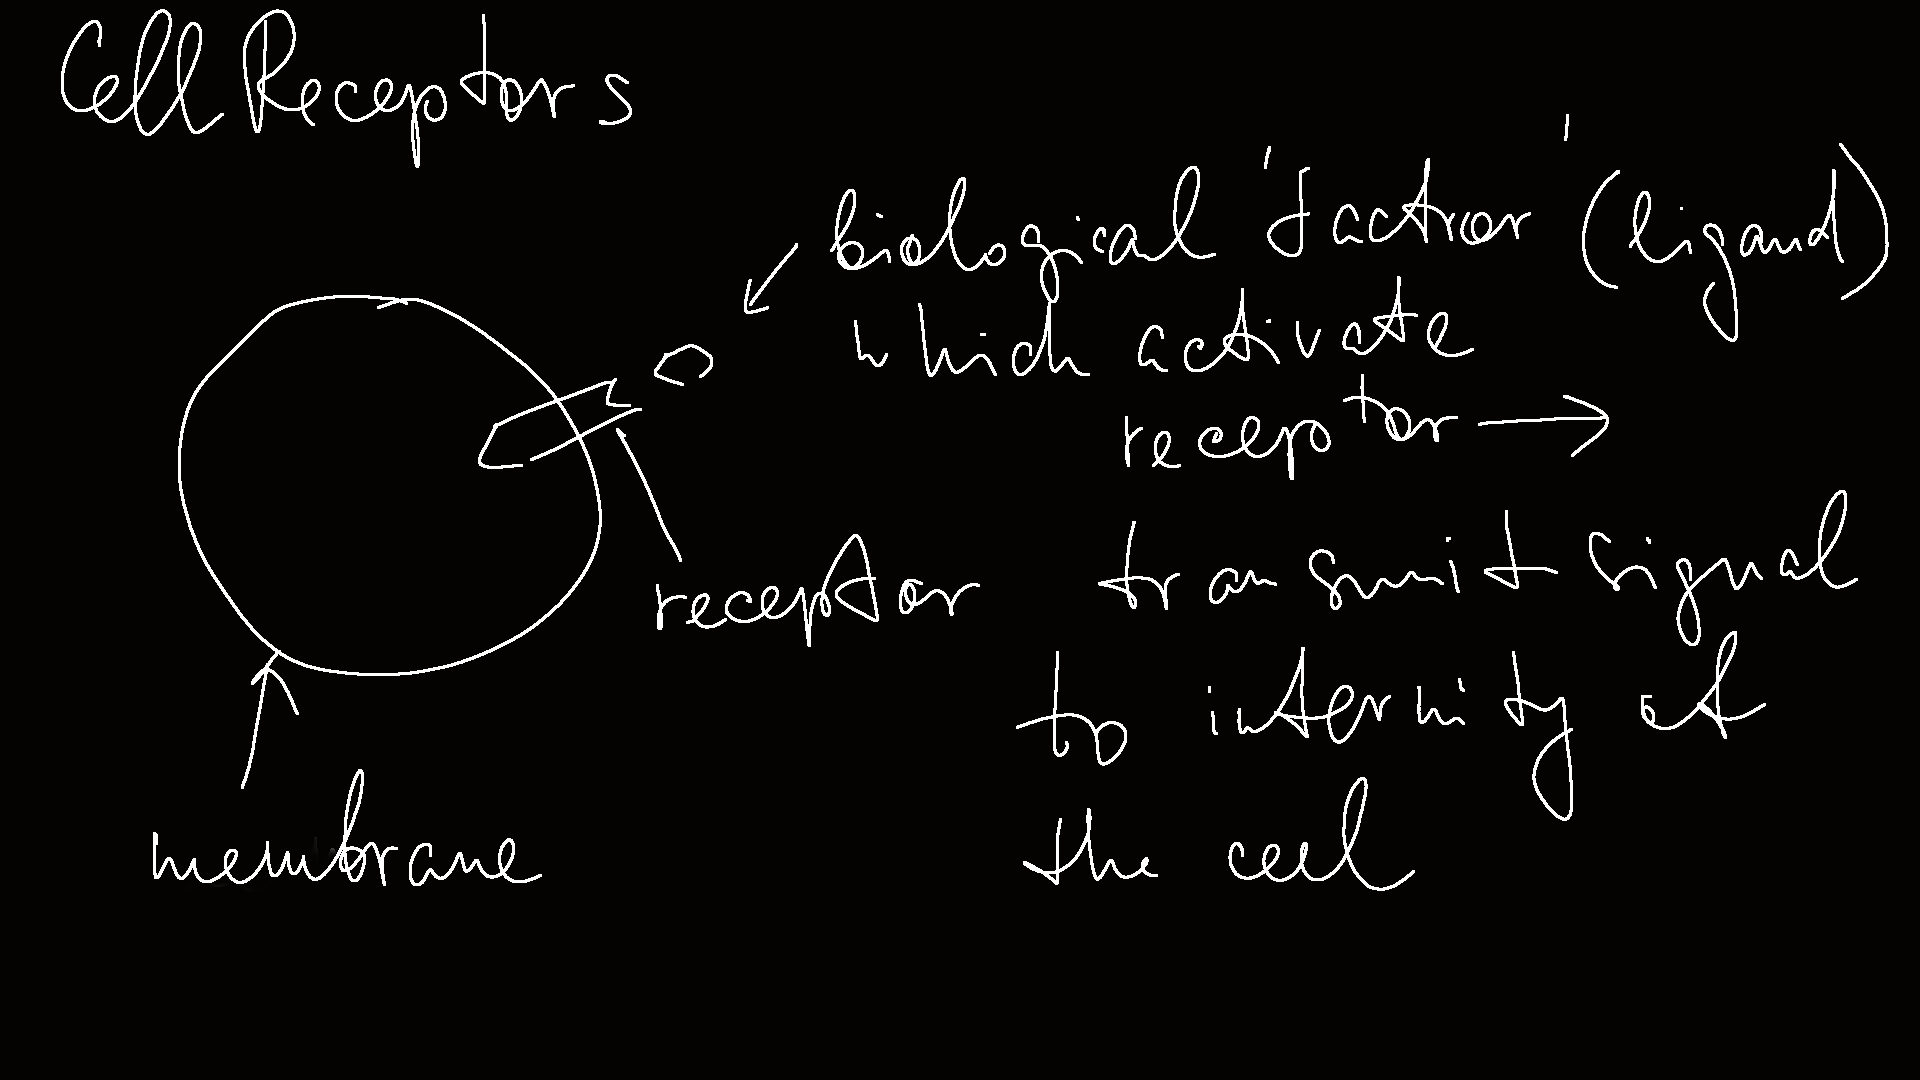 Cell Receptors
biological 'factor' (ligand)
which activate
receptor →
transmit signal
to internity of
the cell
receptor
membrane